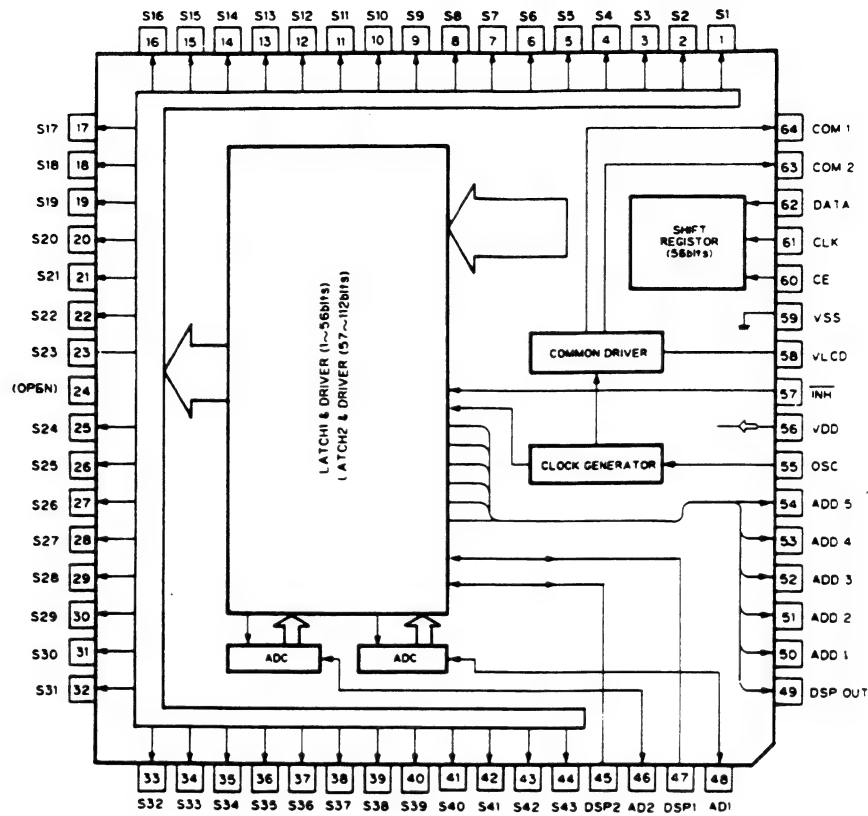 S16 S15 S14 S13 S12 S11 S10 S9 S8 S7 S6 S5 S4 S3 S2 S1
16 15 14 13 12 11 10 9 8 7 6 5 4 3 2 1
S17 17
S18 18
S19 19
S20 20
S21 21
S22 22
S23 23
(OPEN) 24
S24 25
S25 26
S26 27
S27 28
S28 29
S29 30
S30 31
S31 32
LATCH1 & DRIVER (1~56bits)
(LATCH2 & DRIVER (57~112bits)
SHIFT
REGISTOR
(56bits)
COMMON DRIVER
CLOCK GENERATOR
ADC
ADC
64 COM 1
63 COM 2
62 DATA
61 CLK
60 CE
59 VSS
58 VLCD
57 INH
56 VDD
55 OSC
54 ADD 5
53 ADD 4
52 ADD 3
51 ADD 2
50 ADD 1
49 DSP OUT
33 34 35 36 37 38 39 40 41 42 43 44 45 46 47 48
S32 S33 S34 S35 S36 S37 S38 S39 S40 S41 S42 S43 DSP2 AD2 DSP1 AD1